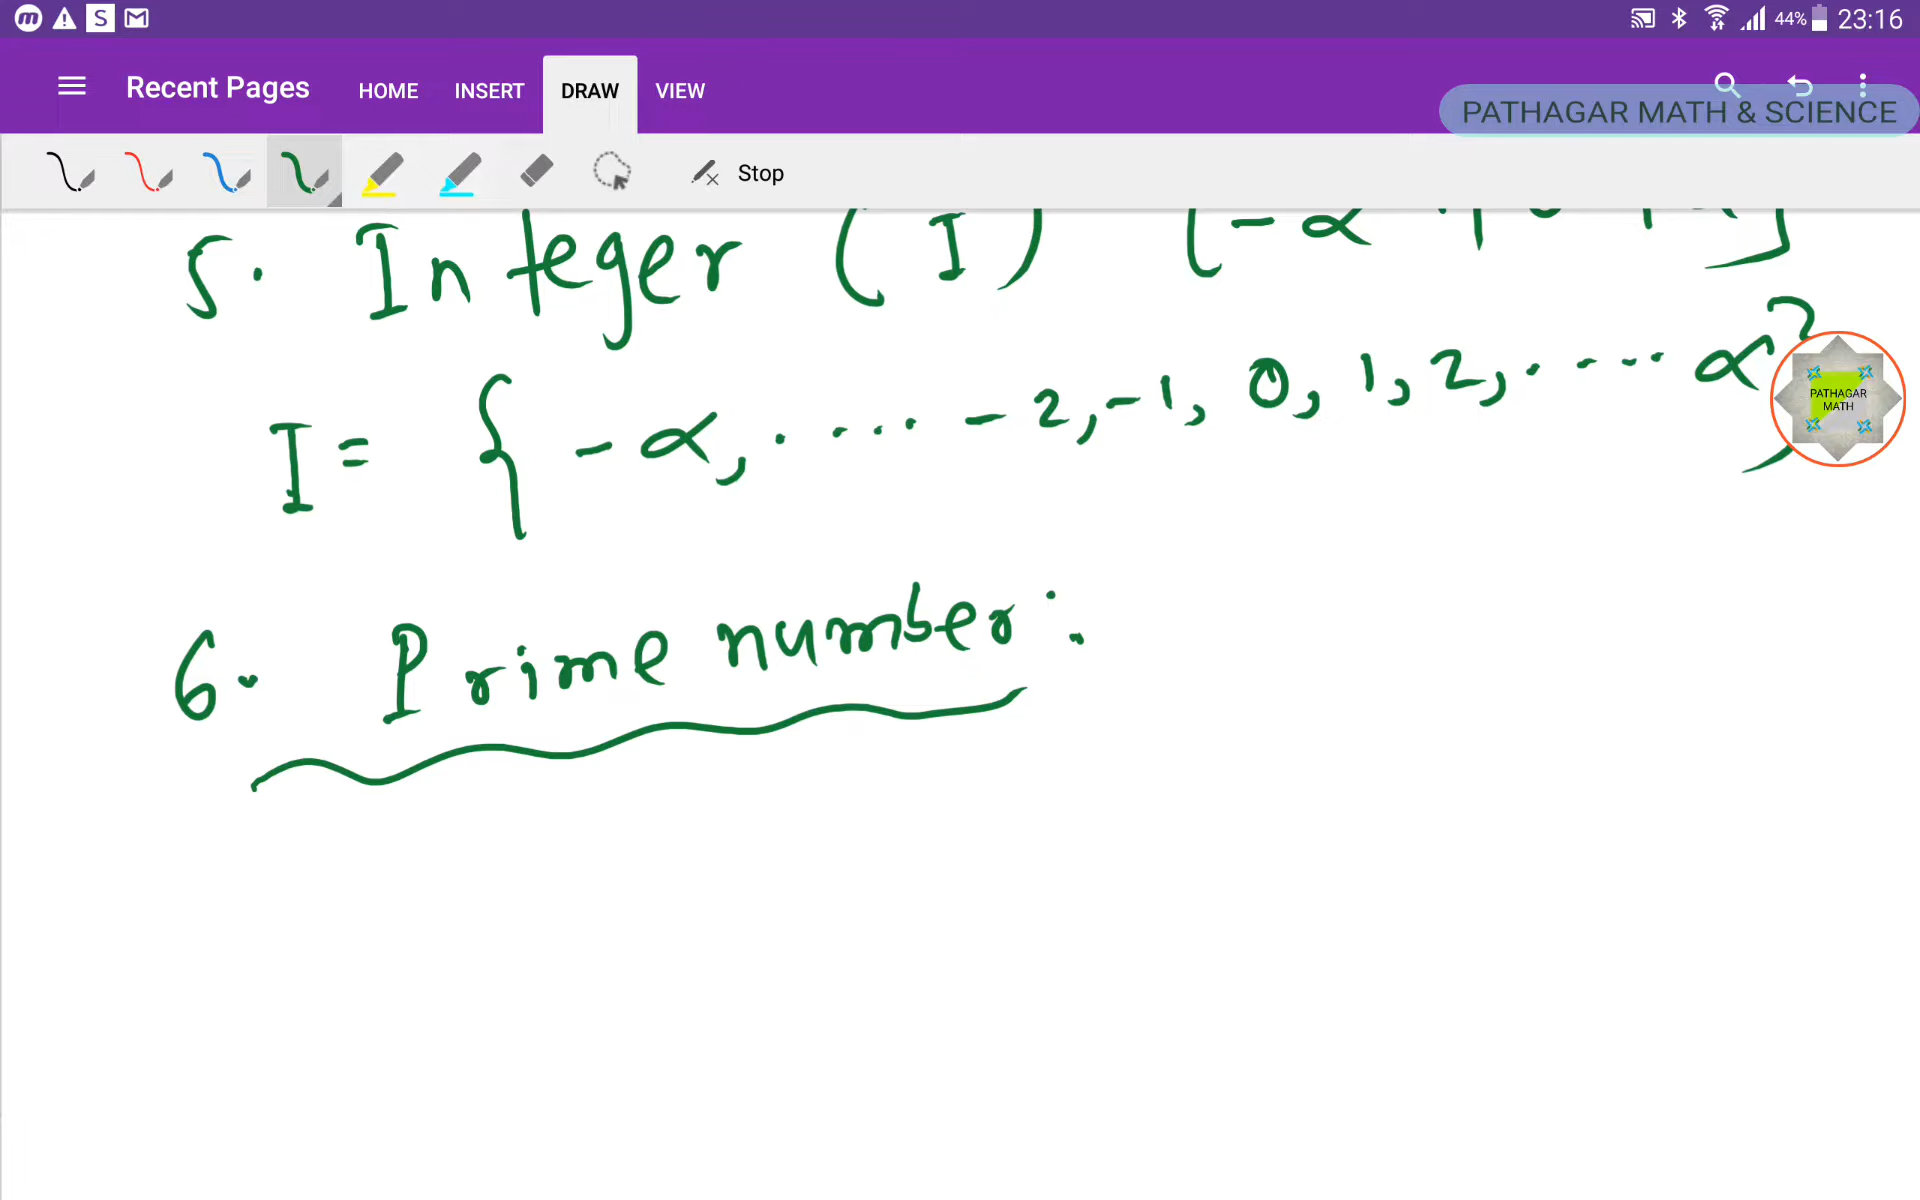 44% 23:16
Recent Pages HOME INSERT DRAW VIEW
PATHAGAR MATH & SCIENCE
Stop
5. Integer (I) [-α
I = { -α, ..... -2, -1, 0, 1, 2, ..... α}
PATHAGAR
MATH
6. Prime number: